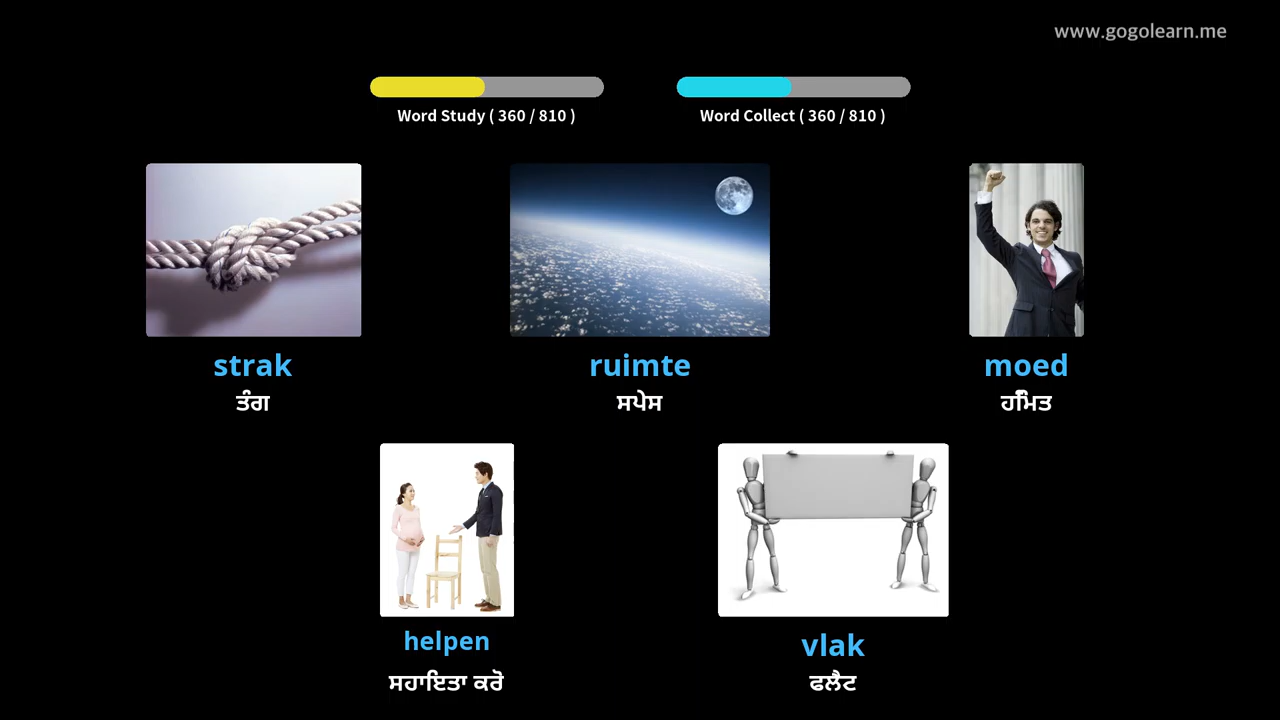 www.gogolearn.me
Word Study ( 360 / 810 )
Word Collect ( 360 / 810 )
strak
ਤੰਗ
ruimte
ਸਪੇਸ
moed
ਹਿੰਮਤ
helpen
ਸਹਾਇਤਾ ਕਰੋ
vlak
ਫਲੈਟ